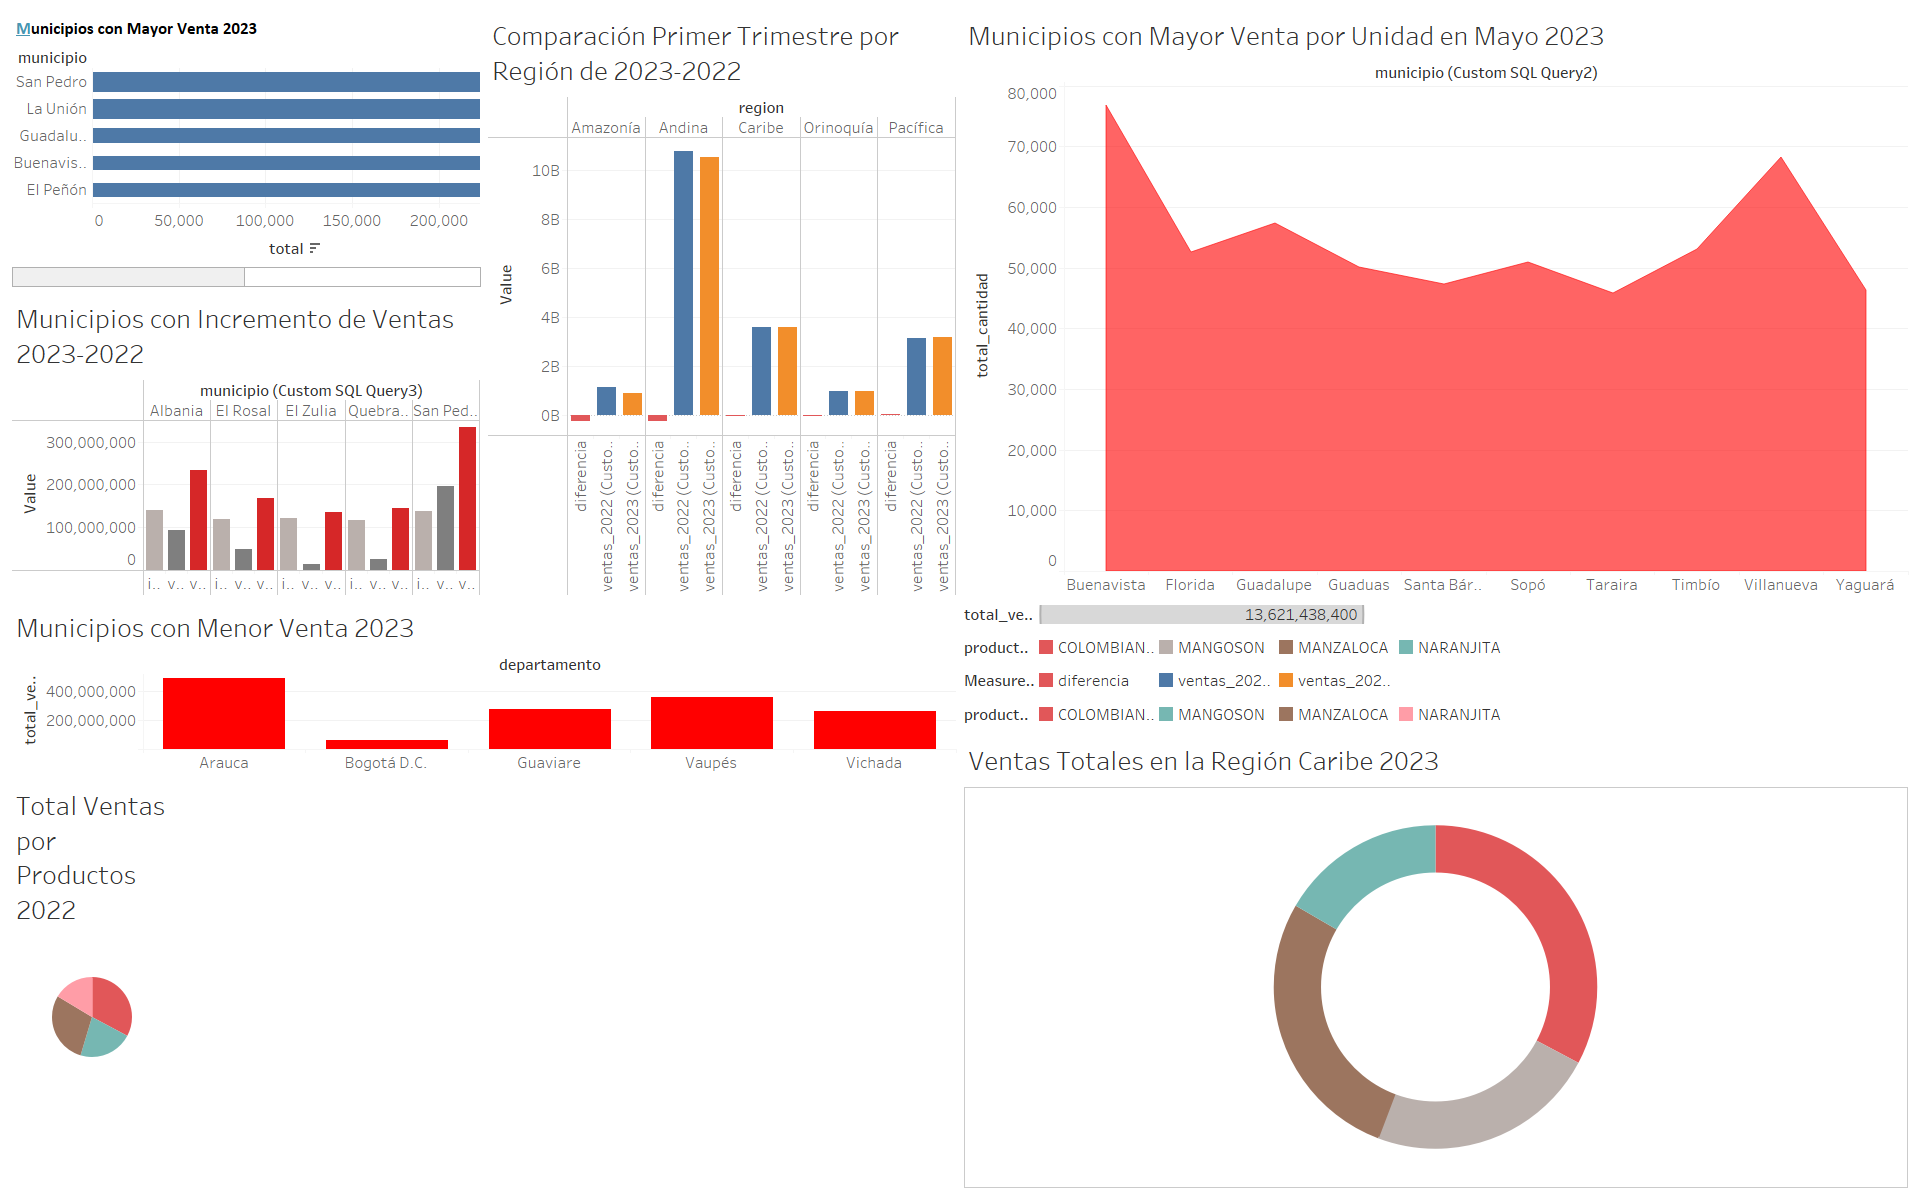 Municipios con Mayor Venta 2023
municipio
San Pedro
La Unión
Guadalu..
Buenavis..
El Peñón
0 50,000 100,000 150,000 200,000
total
Municipios con Incremento de Ventas
2023-2022
municipio (Custom SQL Query3)
Albania El Rosal El Zulia Quebra.. San Ped..
Value
300,000,000
200,000,000
100,000,000
0
i.. v.. v.. i.. v.. v.. i.. v.. v.. i.. v.. v.. i.. v.. v..
Comparación Primer Trimestre por
Región de 2023-2022
region
Amazonía Andina Caribe Orinoquía Pacífica
Value
10B
8B
6B
4B
2B
0B
diferencia
ventas_2022 (Custo..
ventas_2023 (Custo..
diferencia
ventas_2022 (Custo..
ventas_2023 (Custo..
diferencia
ventas_2022 (Custo..
ventas_2023 (Custo..
diferencia
ventas_2022 (Custo..
ventas_2023 (Custo..
diferencia
ventas_2022 (Custo..
ventas_2023 (Custo..
Municipios con Menor Venta 2023
departamento
total_ve..
400,000,000
200,000,000
Arauca Bogotá D.C. Guaviare Vaupés Vichada
Total Ventas
por
Productos
2022
Municipios con Mayor Venta por Unidad en Mayo 2023
municipio (Custom SQL Query2)
total_cantidad
80,000
70,000
60,000
50,000
40,000
30,000
20,000
10,000
0
Buenavista Florida Guadalupe Guaduas Santa Bár.. Sopó Taraira Timbío Villanueva Yaguará
total_ve.. 13,621,438,400
product.. COLOMBIAN.. MANGOSON MANZALOCA NARANJITA
Measure.. diferencia ventas_202.. ventas_202..
product.. COLOMBIAN.. MANGOSON MANZALOCA NARANJITA
Ventas Totales en la Región Caribe 2023